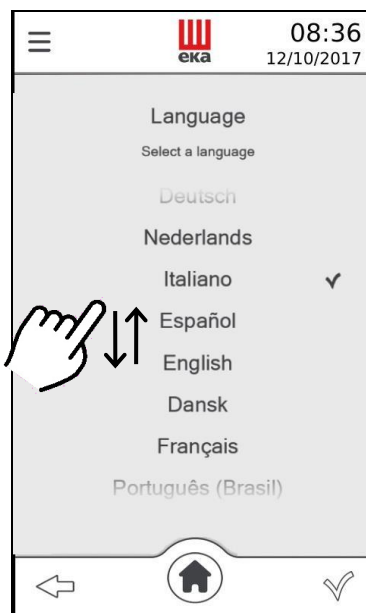 08:36
eka
12/10/2017
Language
Select a language
Deutsch
Nederlands
Italiano
Español
English
Dansk
Français
Português (Brasil)